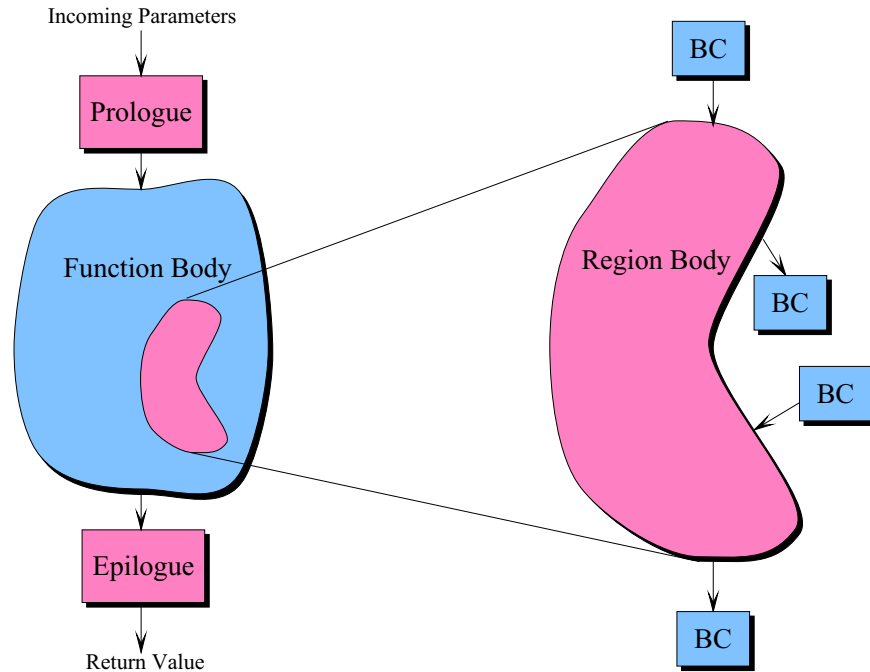 Incoming Parameters
Prologue
Function Body
Epilogue
Return Value
BC
Region Body
BC
BC
BC